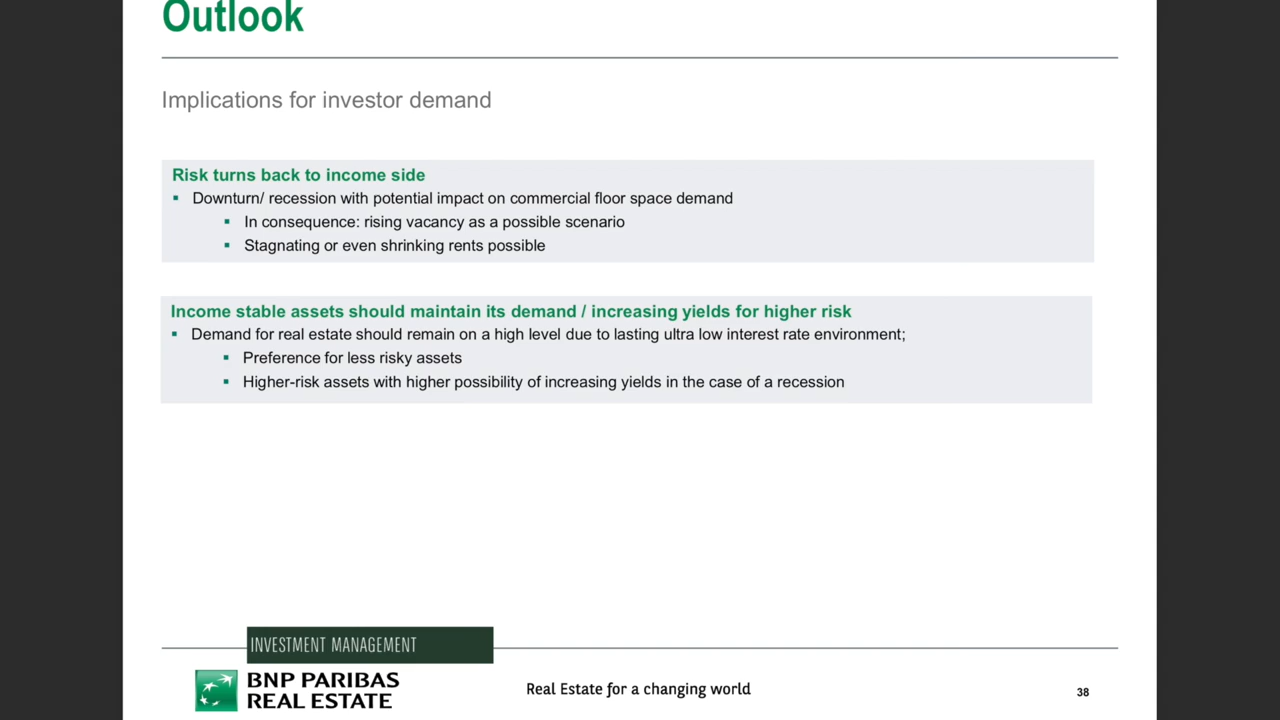 Outlook
Implications for investor demand
Risk turns back to income side
▪ Downturn/ recession with potential impact on commercial floor space demand
▪ In consequence: rising vacancy as a possible scenario
▪ Stagnating or even shrinking rents possible
Income stable assets should maintain its demand / increasing yields for higher risk
▪ Demand for real estate should remain on a high level due to lasting ultra low interest rate environment;
▪ Preference for less risky assets
▪ Higher-risk assets with higher possibility of increasing yields in the case of a recession
INVESTMENT MANAGEMENT
BNP PARIBAS
REAL ESTATE
Real Estate for a changing world
38